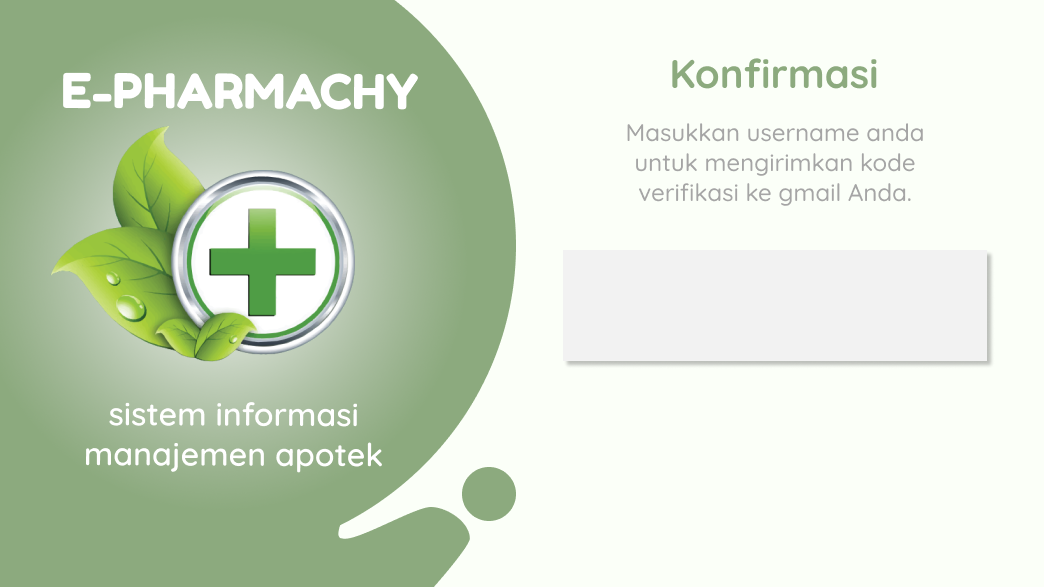 E-PHARMACHY
sistem informasi
manajemen apotek
Konfirmasi
Masukkan username anda
untuk mengirimkan kode
verifikasi ke gmail Anda.